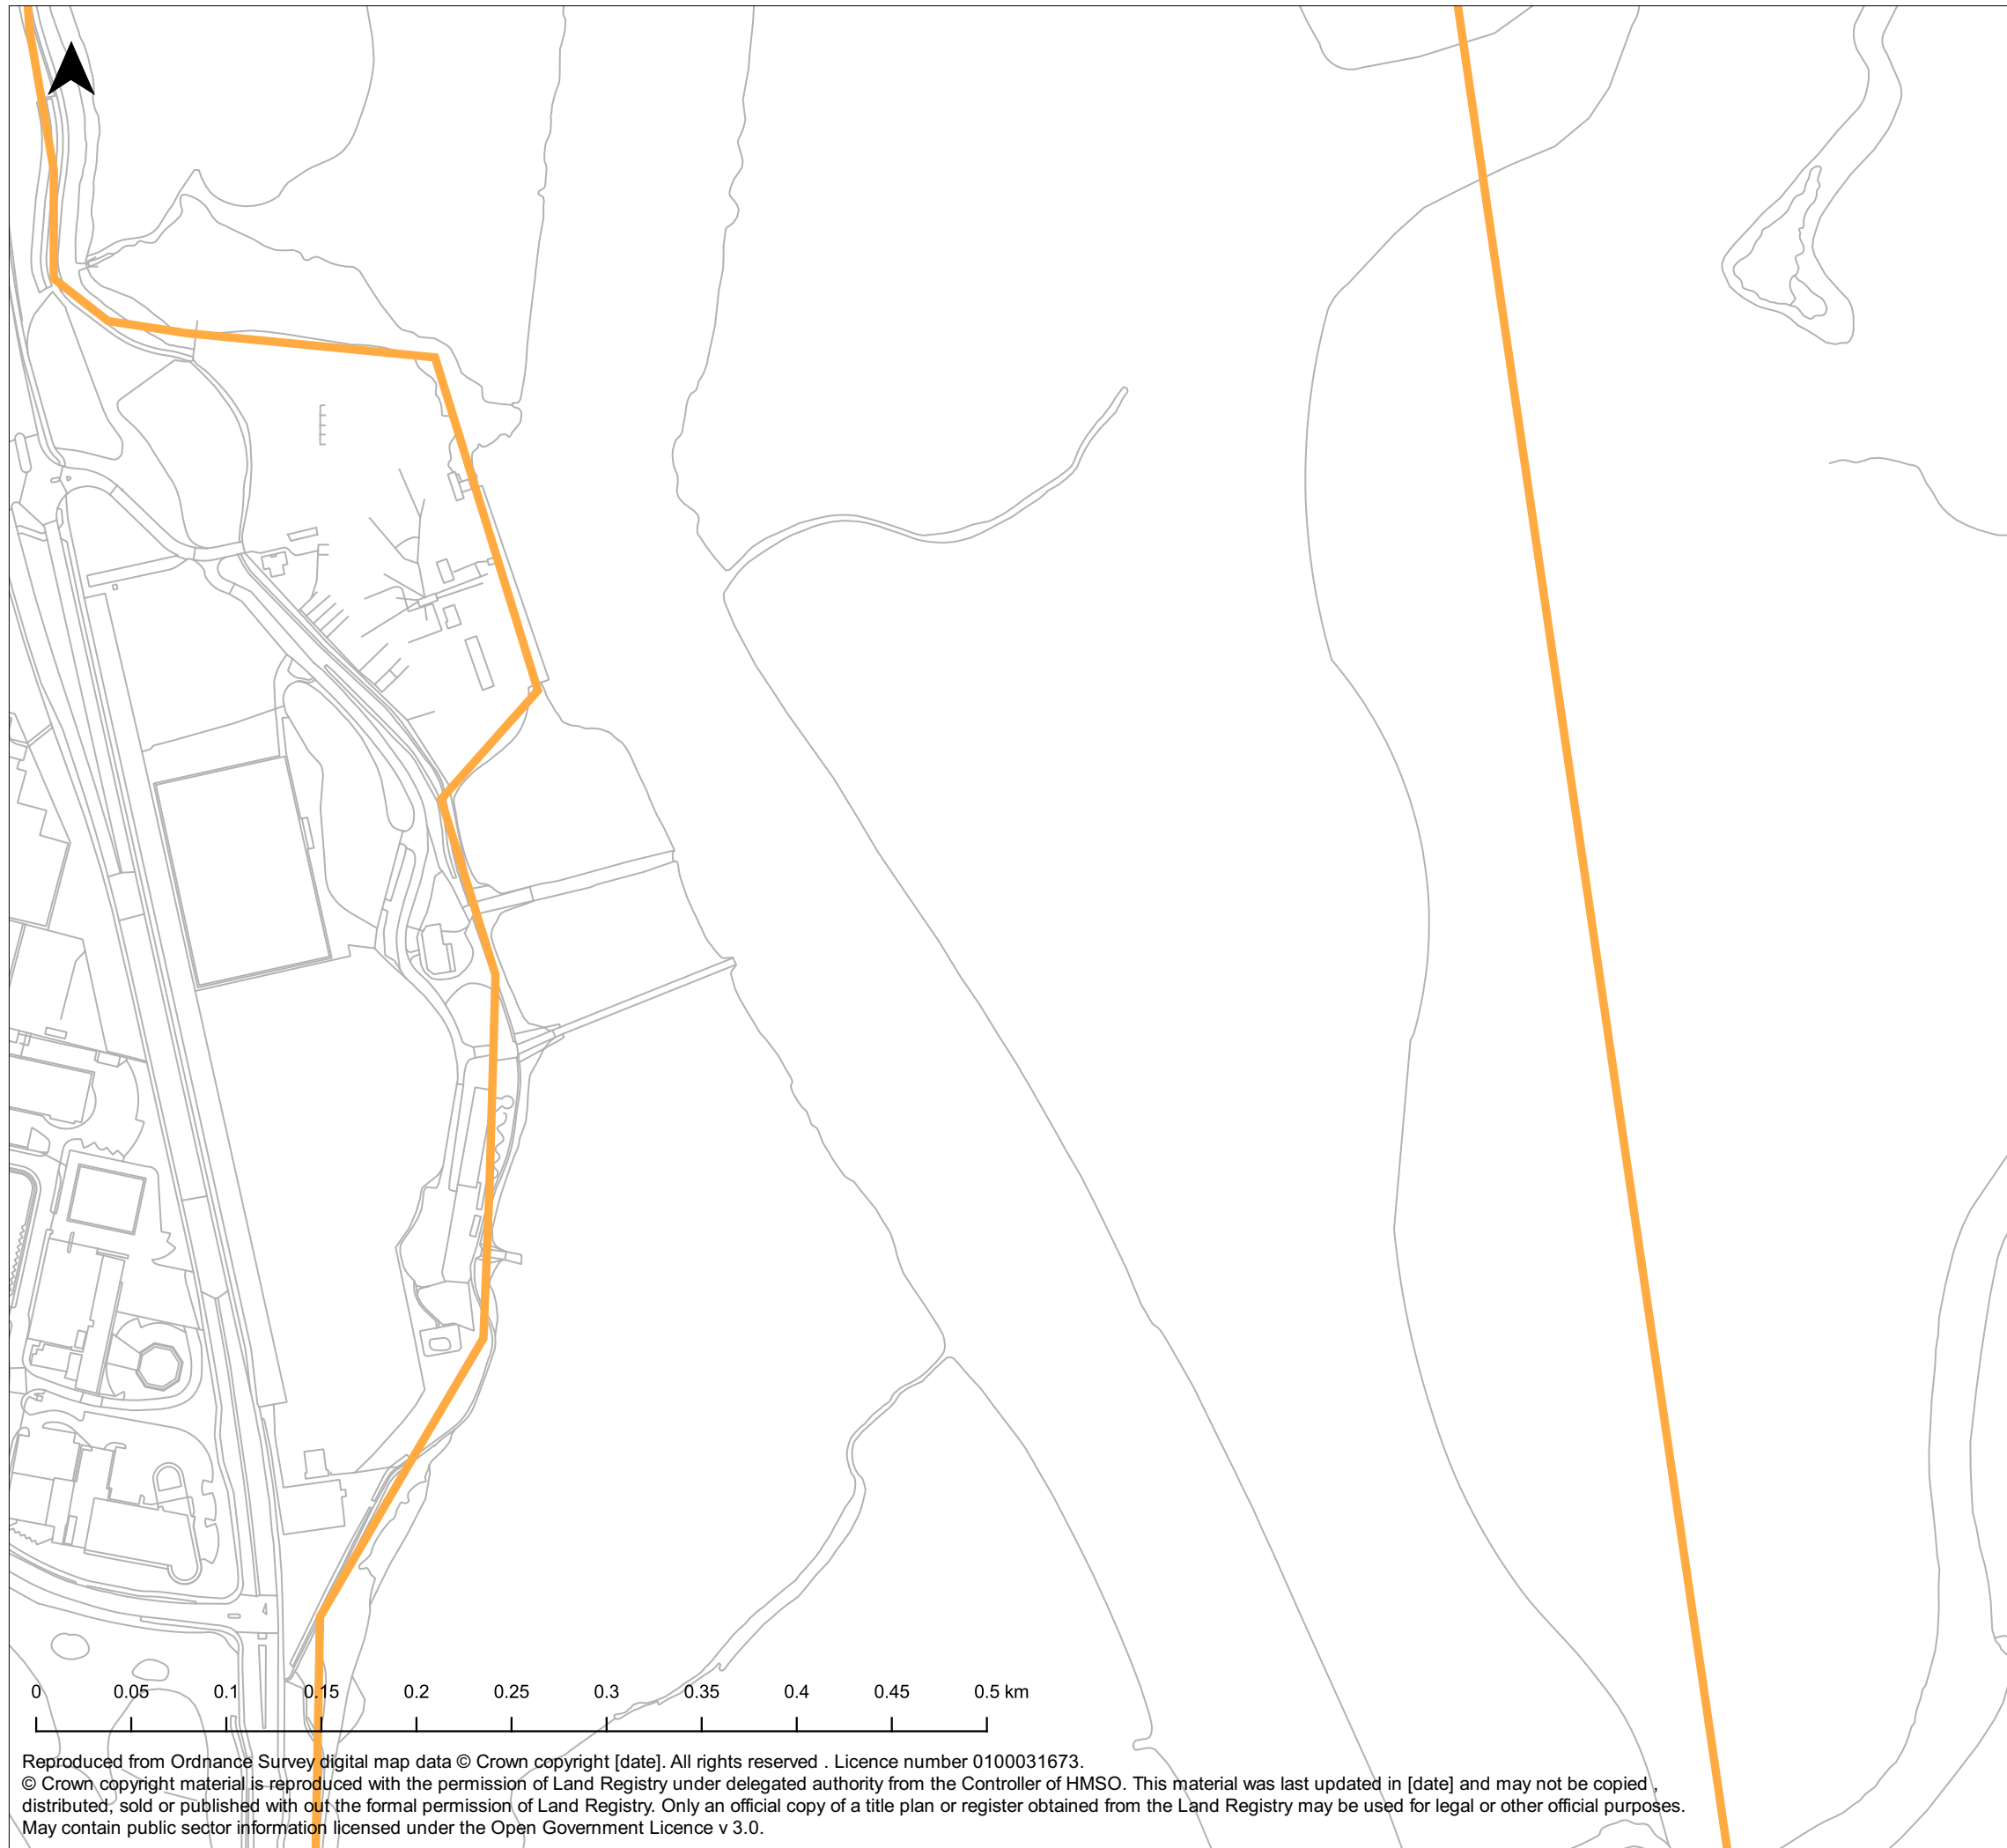 0 0.05 0.1 0.15 0.2 0.25 0.3 0.35 0.4 0.45 0.5 km
Reproduced from Ordnance Survey digital map data © Crown copyright [date]. All rights reserved . Licence number 0100031673.
© Crown copyright material is reproduced with the permission of Land Registry under delegated authority from the Controller of HMSO. This material was last updated in [date] and may not be copied ,
distributed, sold or published with out the formal permission of Land Registry. Only an official copy of a title plan or register obtained from the Land Registry may be used for legal or other official purposes.
May contain public sector information licensed under the Open Government Licence v 3.0.